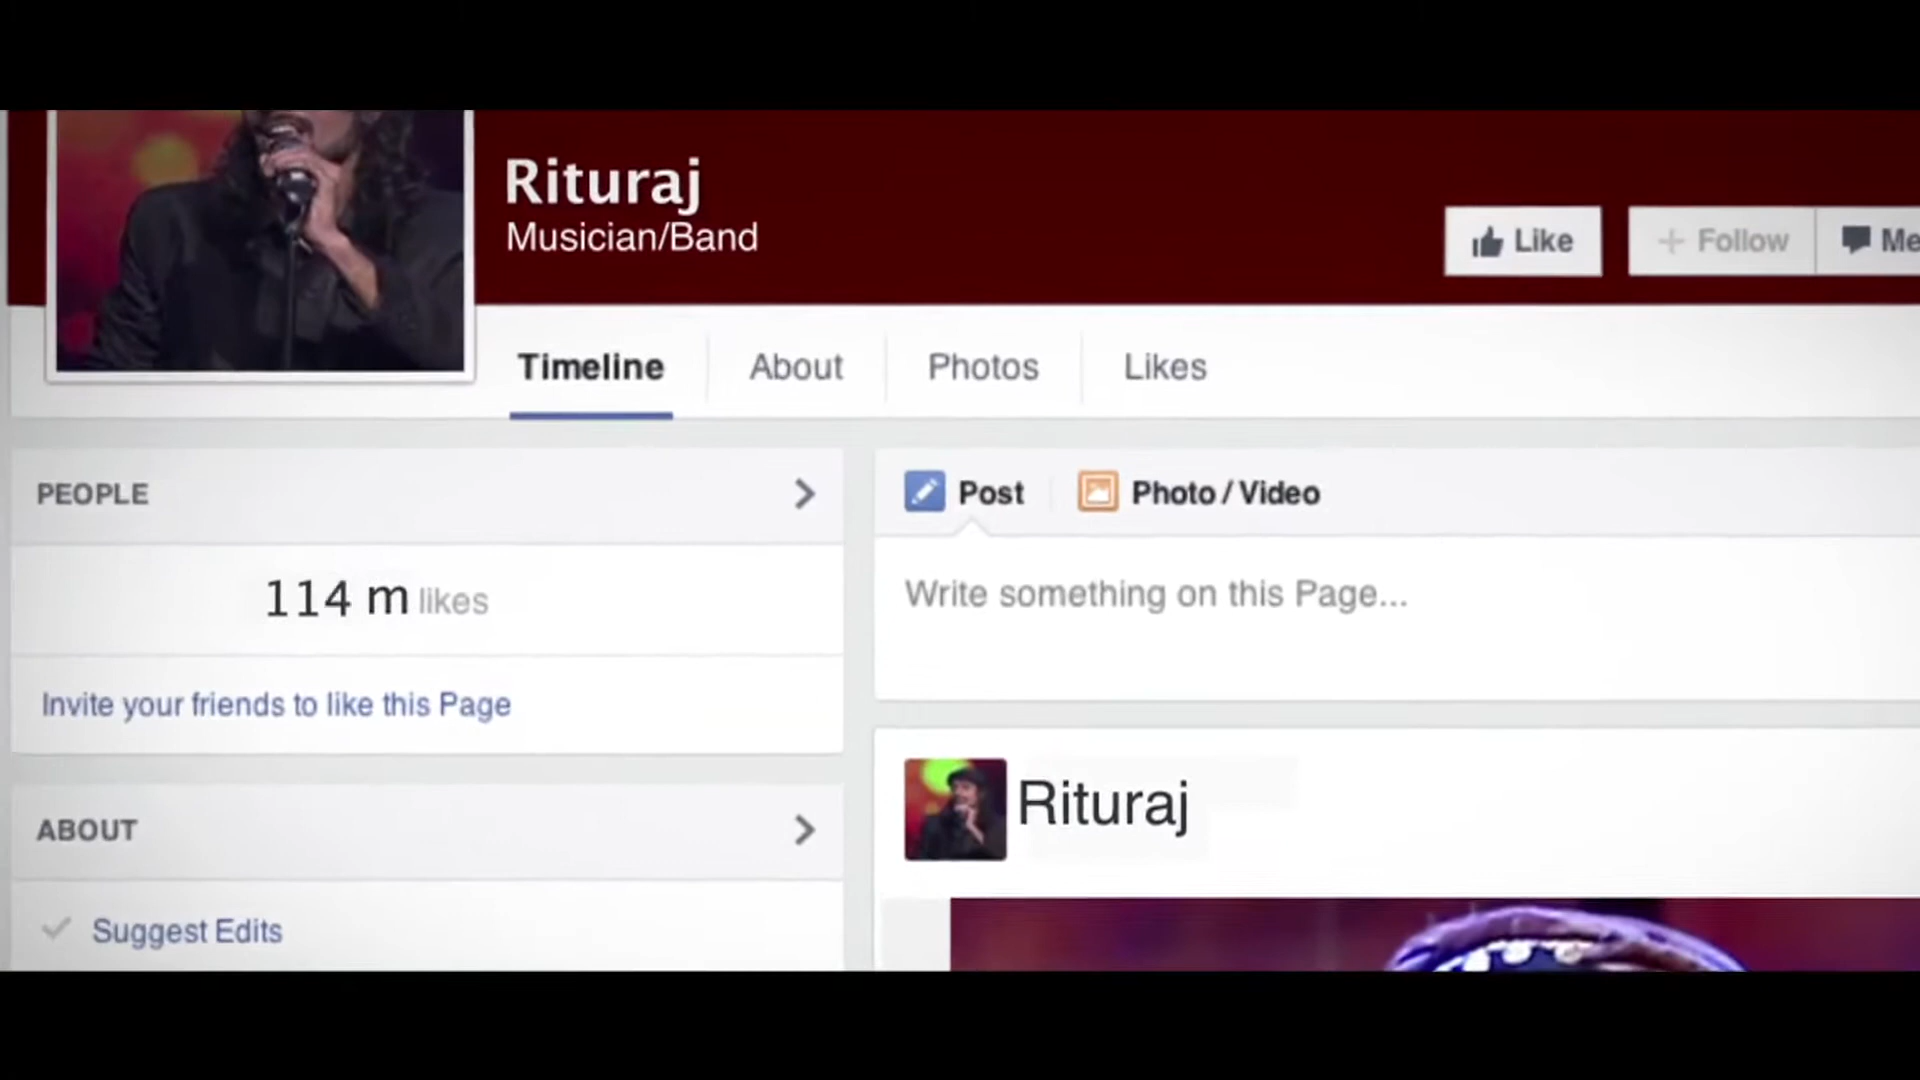 Rituraj
Musician/Band
Like
+ Follow
Timeline
About
Photos
Likes
PEOPLE
114 m likes
Invite your friends to like this Page
ABOUT
Suggest Edits
Post
Photo / Video
Write something on this Page...
Rituraj